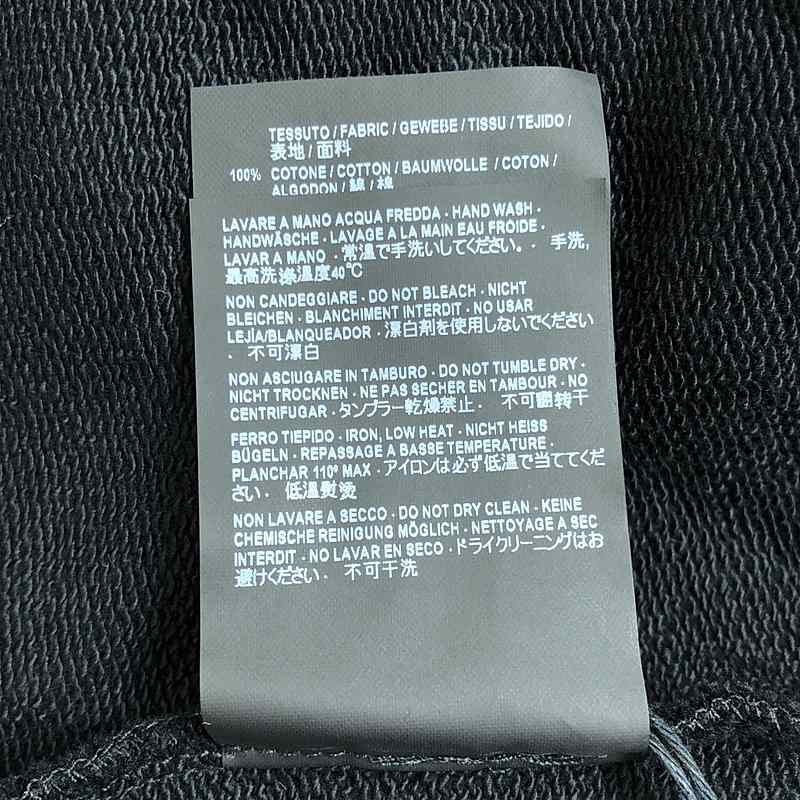 TESSUTO / FABRIC / GEWEBE / TISSU / TEJIDO /
表地 / 面料
100% COTONE / COTTON / BAUMWOLLE / COTON /
ALGODON / 綿 / 棉
LAVARE A MANO ACQUA FREDDA - HAND WASH -
HANDWÄSCHE - LAVAGE A LA MAIN EAU FROIDE -
LAVAR A MANO - 常温で手洗いしてください。 - 手洗,
最高洗涤温度40°C
NON CANDEGGIARE - DO NOT BLEACH - NICHT
BLEICHEN - BLANCHIMENT INTERDIT - NO USAR
LEJÍA/BLANQUEADOR - 漂白剤を使用しないでください
- 不可漂白
NON ASCIUGARE IN TAMBURO - DO NOT TUMBLE DRY -
NICHT TROCKNEN - NE PAS SECHER EN TAMBOUR - NO
CENTRIFUGAR - タンブラー乾燥禁止 - 不可翻转干
FERRO TIEPIDO - IRON, LOW HEAT - NICHT HEISS
BÜGELN - REPASSAGE A BASSE TEMPERATURE -
PLANCHAR 110° MAX - アイロンは必ず低温で当ててくだ
さい - 低温熨烫
NON LAVARE A SECCO - DO NOT DRY CLEAN - KEINE
CHEMISCHE REINIGUNG MÖGLICH - NETTOYAGE A SEC
INTERDIT - NO LAVAR EN SECO - ドライクリーニングはお
避けください - 不可干洗